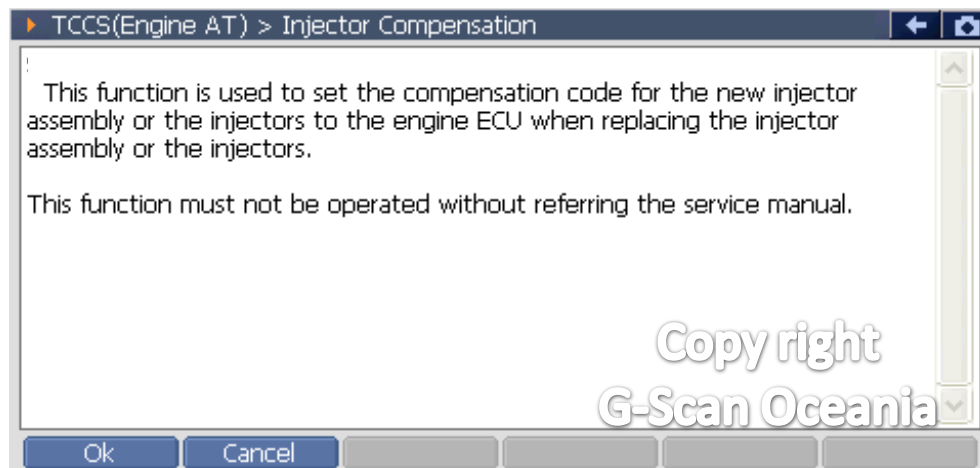 TCCS(Engine AT) > Injector Compensation
This function is used to set the compensation code for the new injector
assembly or the injectors to the engine ECU when replacing the injector
assembly or the injectors.
This function must not be operated without referring the service manual.
Copy right
G-Scan Oceania
Ok Cancel